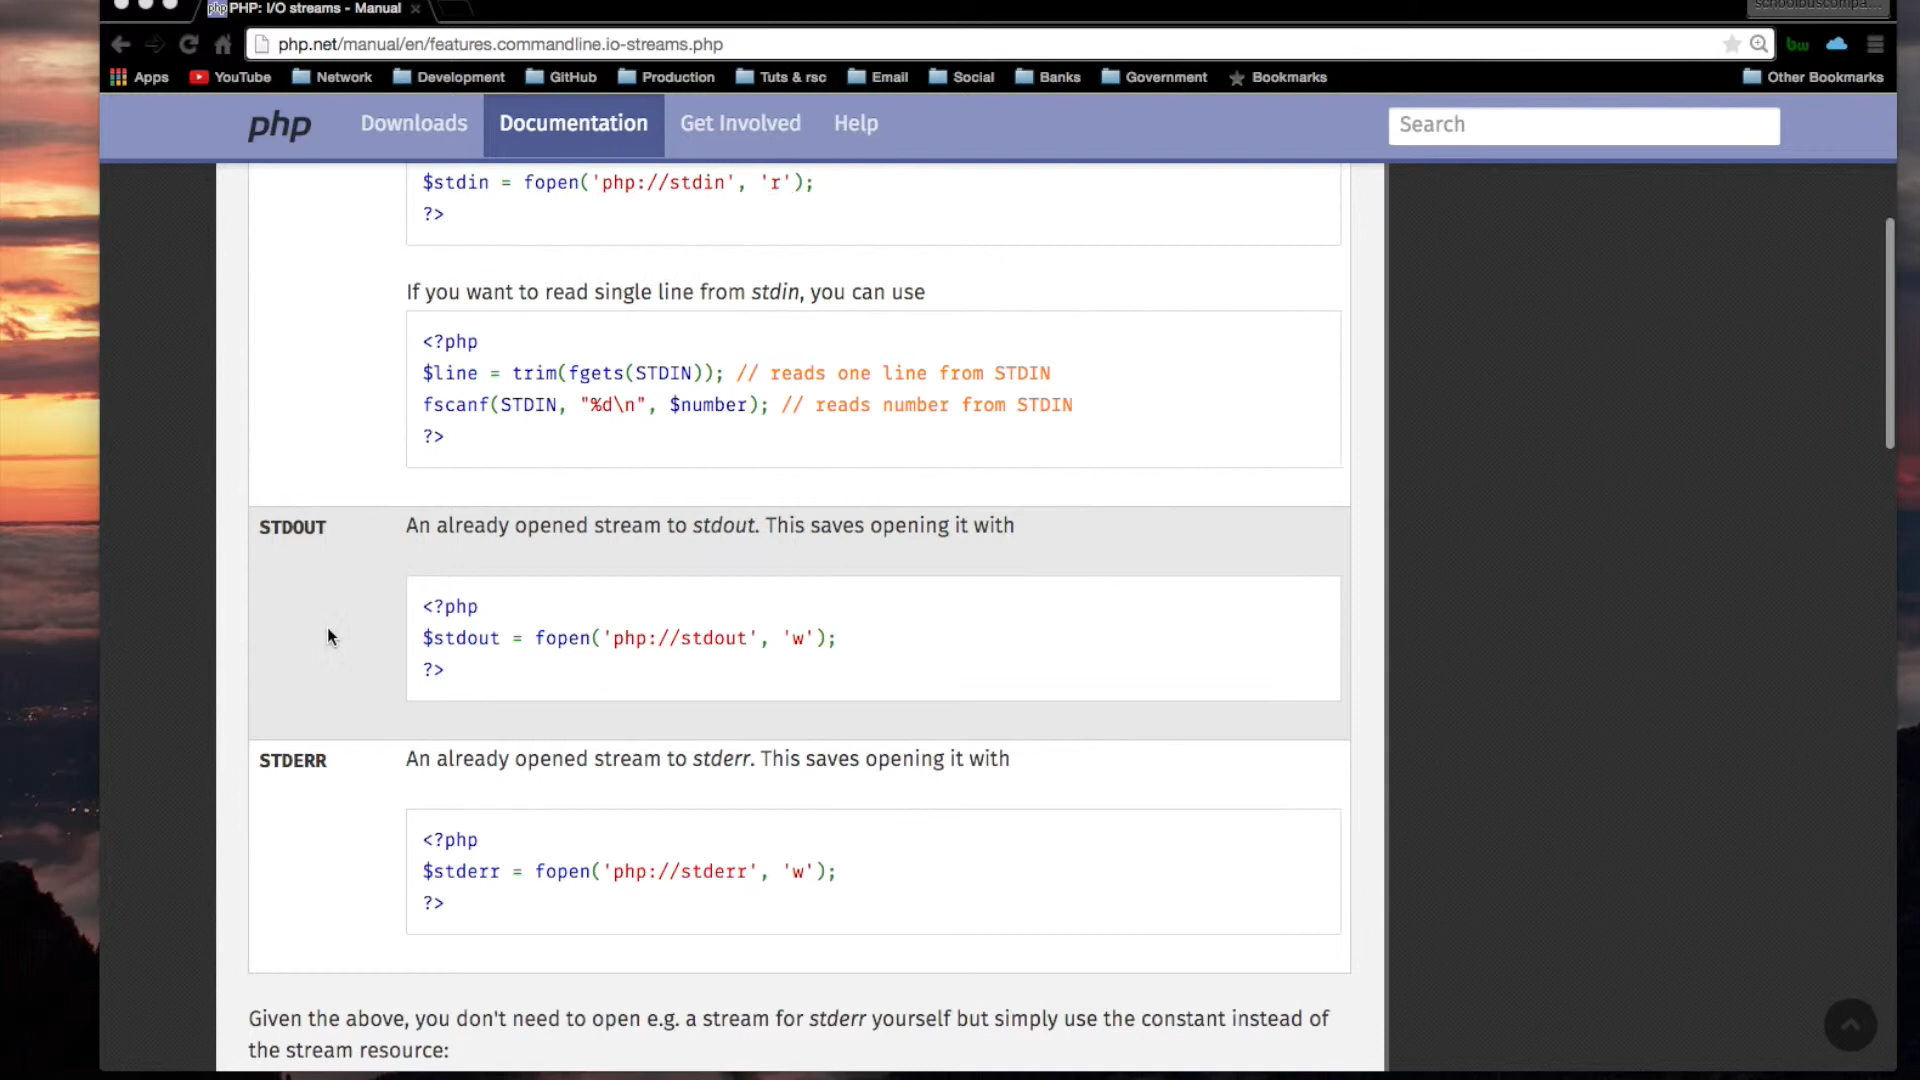 PHP: I/O streams - Manual
php.net/manual/en/features.commandline.io-streams.php
Apps YouTube Network Development GitHub Production Tuts & rsc Email Social Banks Government Bookmarks Other Bookmarks
php Downloads Documentation Get Involved Help Search
$stdin = fopen('php://stdin', 'r');
?>
If you want to read single line from stdin, you can use
<?php
$line = trim(fgets(STDIN)); // reads one line from STDIN
fscanf(STDIN, "%d\n", $number); // reads number from STDIN
?>
STDOUT An already opened stream to stdout. This saves opening it with
<?php
$stdout = fopen('php://stdout', 'w');
?>
STDERR An already opened stream to stderr. This saves opening it with
<?php
$stderr = fopen('php://stderr', 'w');
?>
Given the above, you don't need to open e.g. a stream for stderr yourself but simply use the constant instead of
the stream resource: